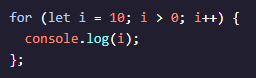 for (let i = 10; i > 0; i++) {
  console.log(i);
};